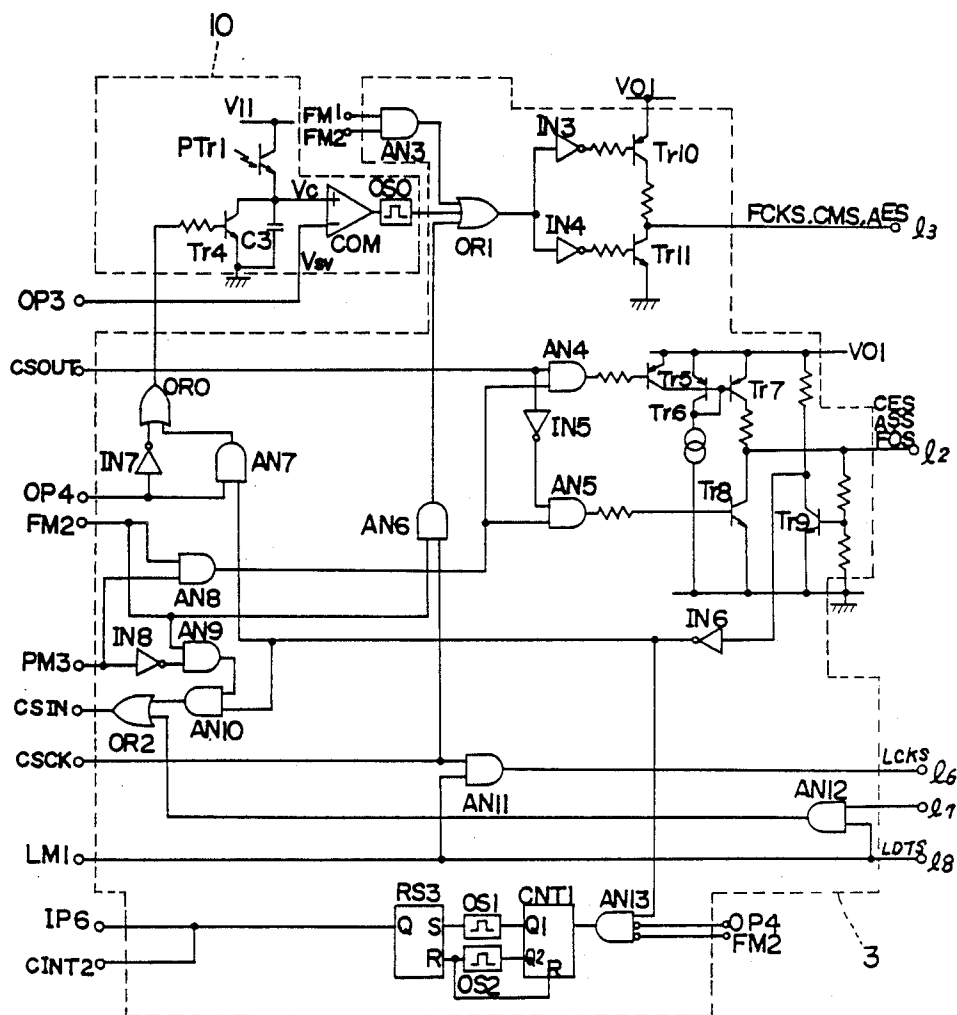 10
V11
FM1
FM2
AN3
VO1
IN3
Tr10
PTr1
Vc
OSO
COM
C3
Tr4
Vsv
OR1
IN4
Tr11
FCKS.CMS.AES
l3
OP3
CSOUT
AN4
VO1
Tr5
Tr7
Tr6
CES
ASS
FOS
l2
OR0
IN7
AN7
IN5
OP4
AN5
Tr8
Tr9
FM2
AN6
AN8
IN6
IN8
AN9
PM3
CSIN
OR2
AN10
CSCK
LCKS
l6
AN11
AN12
l7
LM1
LDTS
l8
RS3
OS1
CNT1
AN13
IP6
Q
S
Q1
OP4
FM2
R
Q2
R
CINT2
OS2
3